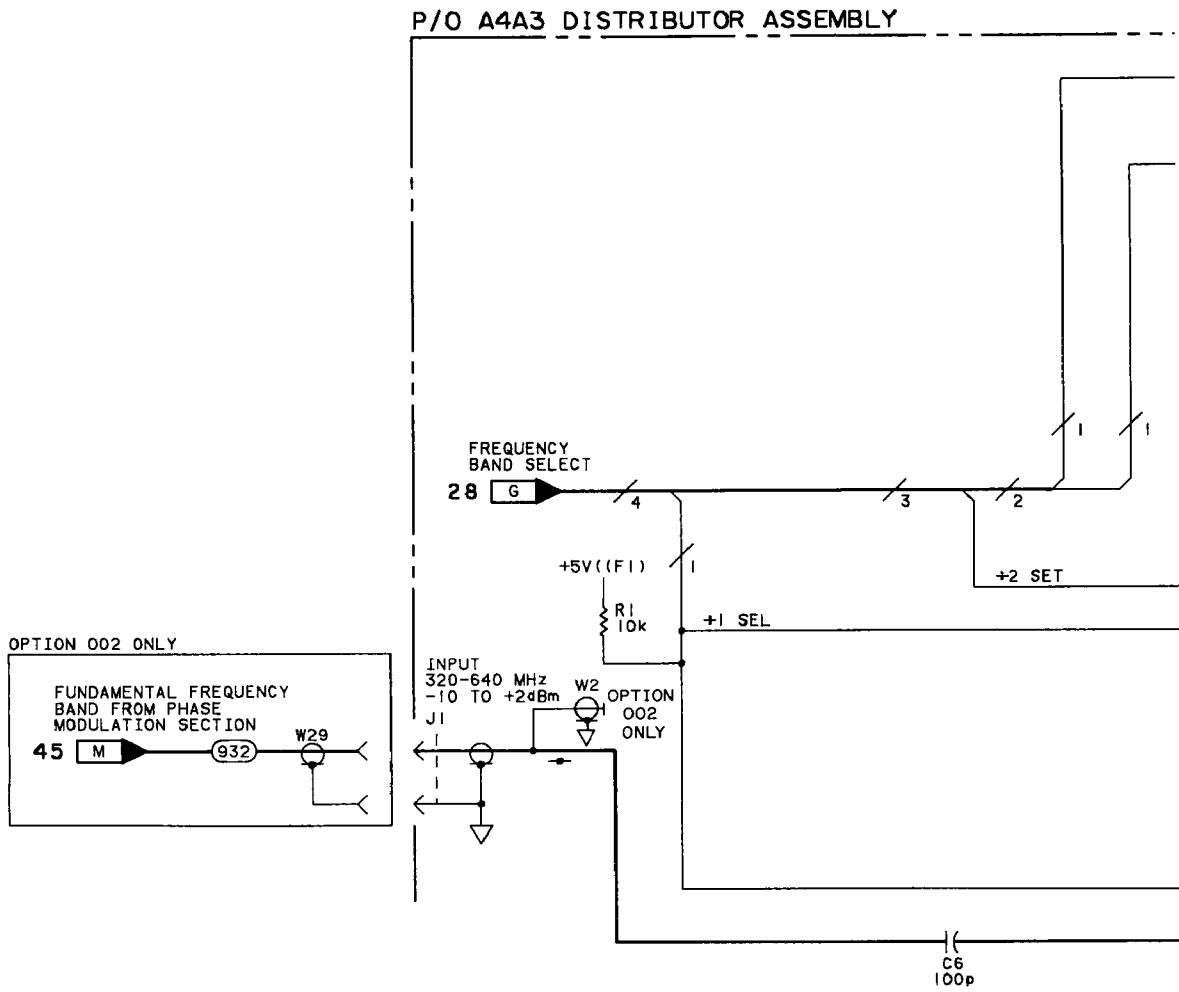 P/O A4A3 DISTRIBUTOR ASSEMBLY
FREQUENCY
BAND SELECT
28 G
4
3
2
1
1
+5V((F1)
1
R1
10k
÷2 SET
÷1 SEL
OPTION 002 ONLY
FUNDAMENTAL FREQUENCY
BAND FROM PHASE
MODULATION SECTION
45 M
932
W29
INPUT
320-640 MHz
-10 TO +2dBm
J1
W2
OPTION
002
ONLY
C6
100p